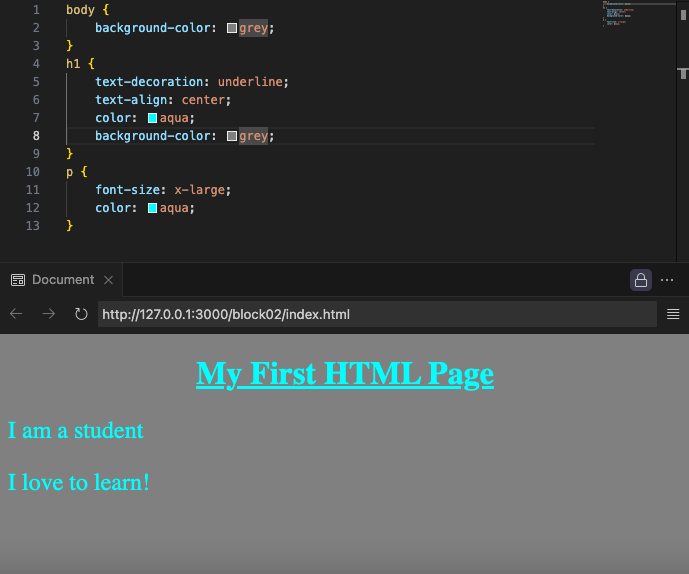 1 body {
2 background-color: grey;
3 }
4 h1 {
5 text-decoration: underline;
6 text-align: center;
7 color: aqua;
8 background-color: grey;
9 }
10 p {
11 font-size: x-large;
12 color: aqua;
13 }
Document
http://127.0.0.1:3000/block02/index.html
My First HTML Page
I am a student
I love to learn!